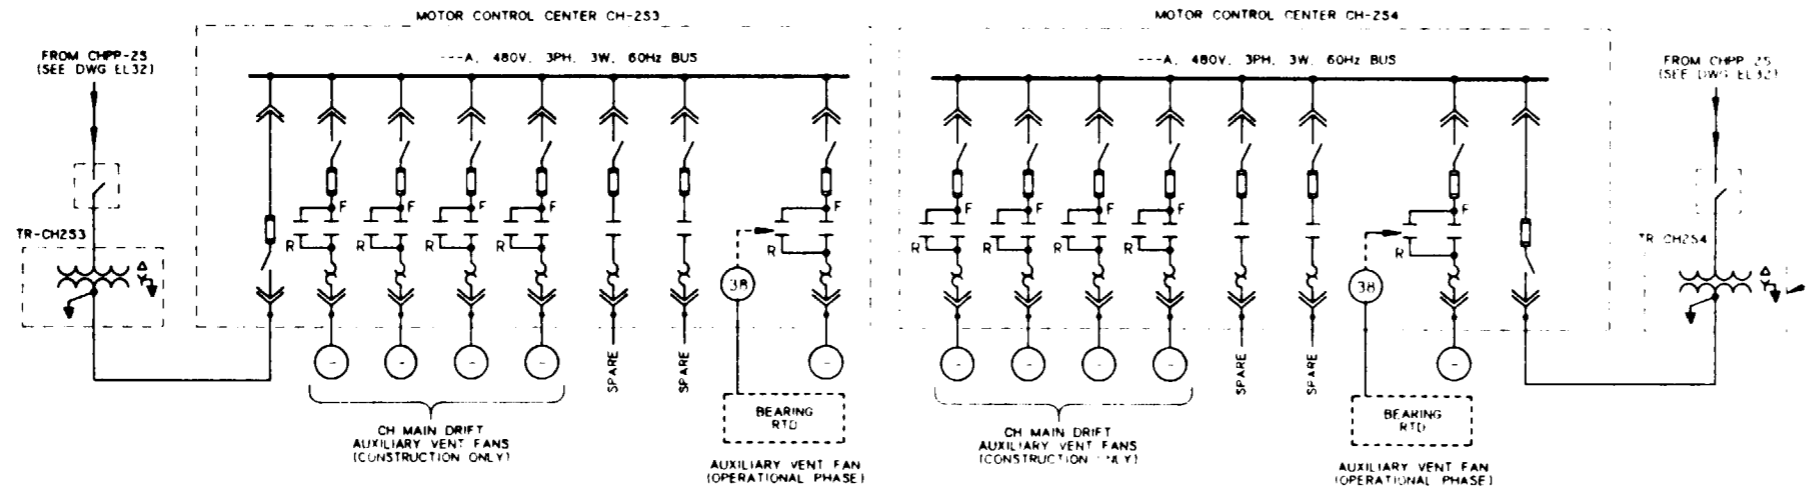 MOTOR CONTROL CENTER CH-2S3
FROM CHPP-2S
(SEE DWG EL32)
---A, 480V, 3PH, 3W, 60Hz BUS
F
F
F
F
F
R
R
R
R
R
TR-CH2S3
38
SPARE
SPARE
BEARING
RTD
CH MAIN DRIFT
AUXILIARY VENT FANS
(CONSTRUCTION ONLY)
AUXILIARY VENT FAN
(OPERATIONAL PHASE)
MOTOR CONTROL CENTER CH-2S4
---A, 480V, 3PH, 3W, 60Hz BUS
FROM CHPP 2S
(SEE DWG EL32)
F
F
F
F
F
R
R
R
R
R
TR CH2S4
38
SPARE
SPARE
BEARING
RTD
CH MAIN DRIFT
AUXILIARY VENT FANS
(CONSTRUCTION
AUXILIARY VENT FAN
(OPERATIONAL PHASE)